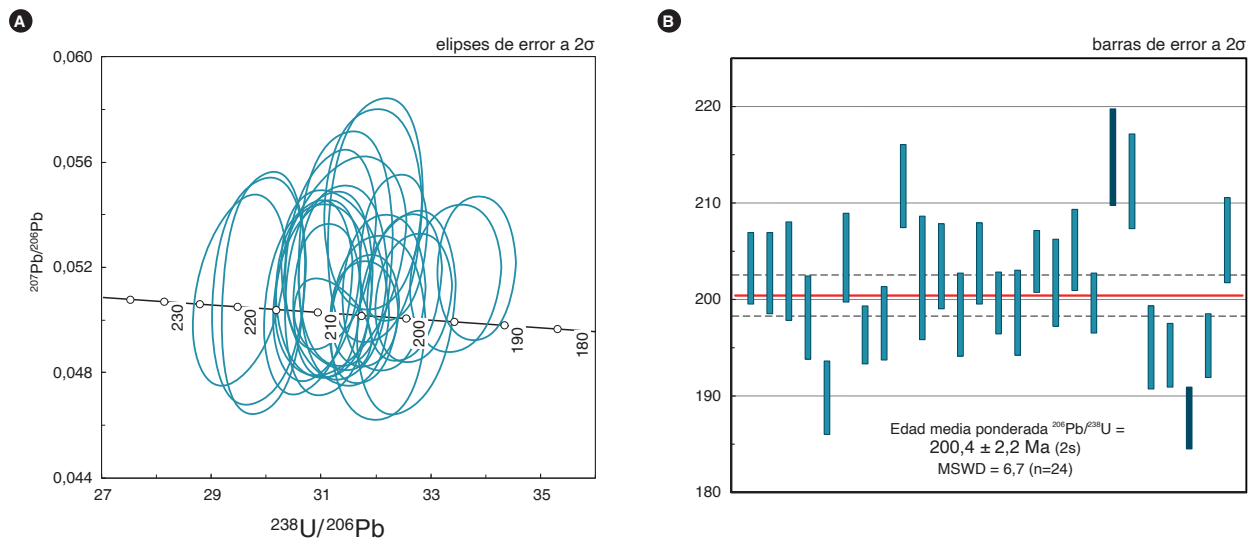 A
elipses de error a 2σ
0,060
0,056
0,052
0,048
0,044
²⁰⁷Pb/²⁰⁶Pb
230
220
210
200
190
180
27
29
31
33
35
²³⁸U/²⁰⁶Pb
B
barras de error a 2σ
220
210
200
190
180
Edad media ponderada ²⁰⁶Pb/²³⁸U =
200,4 ± 2,2 Ma (2s)
MSWD = 6,7 (n=24)